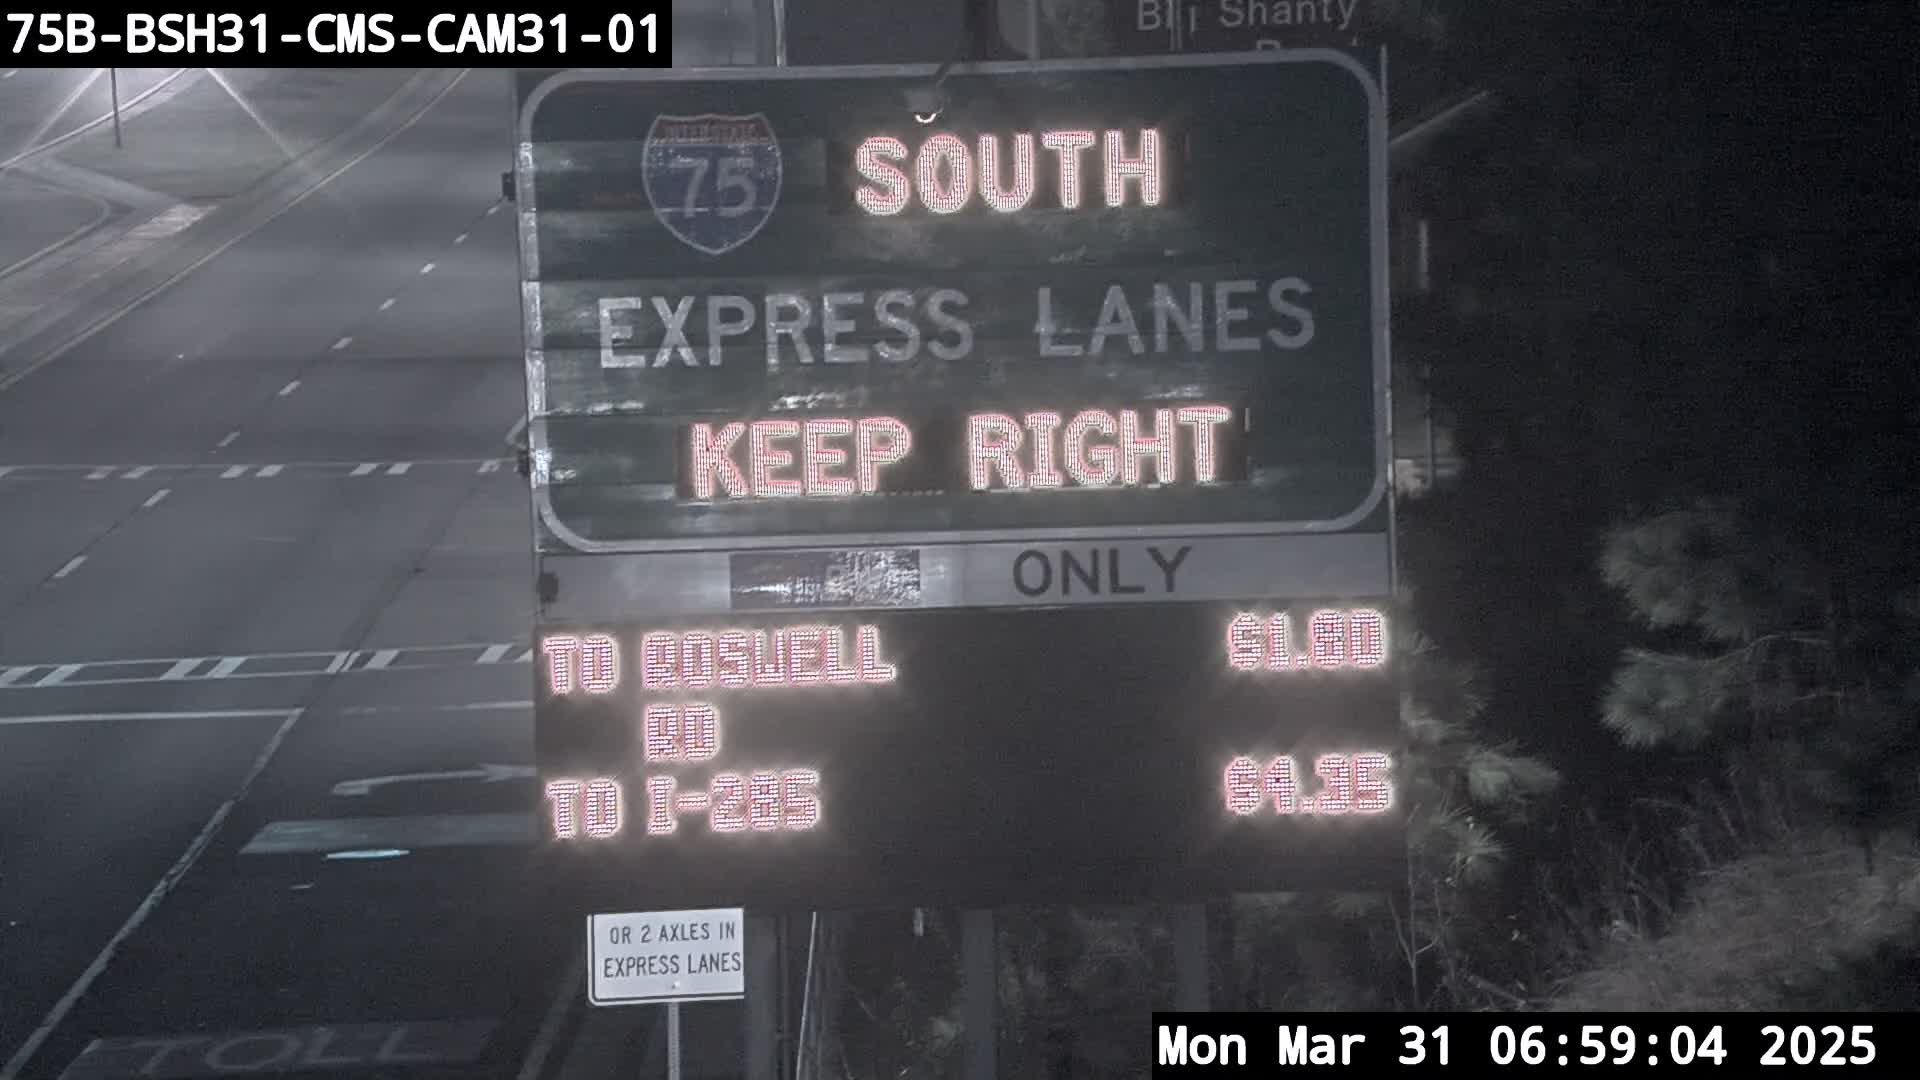 75B-BSH31-CMS-CAM31-01
Shanty
INTERSTATE
75
SOUTH
EXPRESS LANES
KEEP RIGHT
ONLY
TO ROSWELL $1.80
RD
TO I-285 $4.35
OR 2 AXLES IN
EXPRESS LANES
TOLL
Mon Mar 31 06:59:04 2025